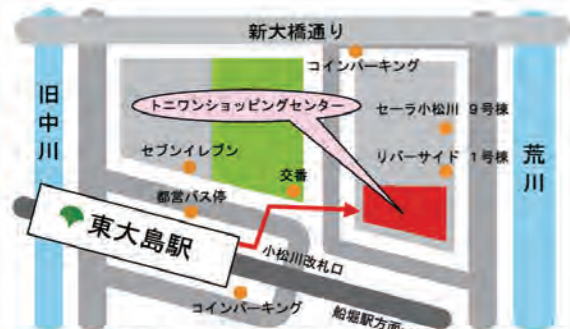 新大橋通り
コインパーキング
旧中川
トニワンショッピングセンター
セーラ小松川 9号棟
荒川
セブンイレブン
リバーサイド 1号棟
交番
都営バス停
東大島駅
小松川改札口
コインパーキング
船堀駅方面